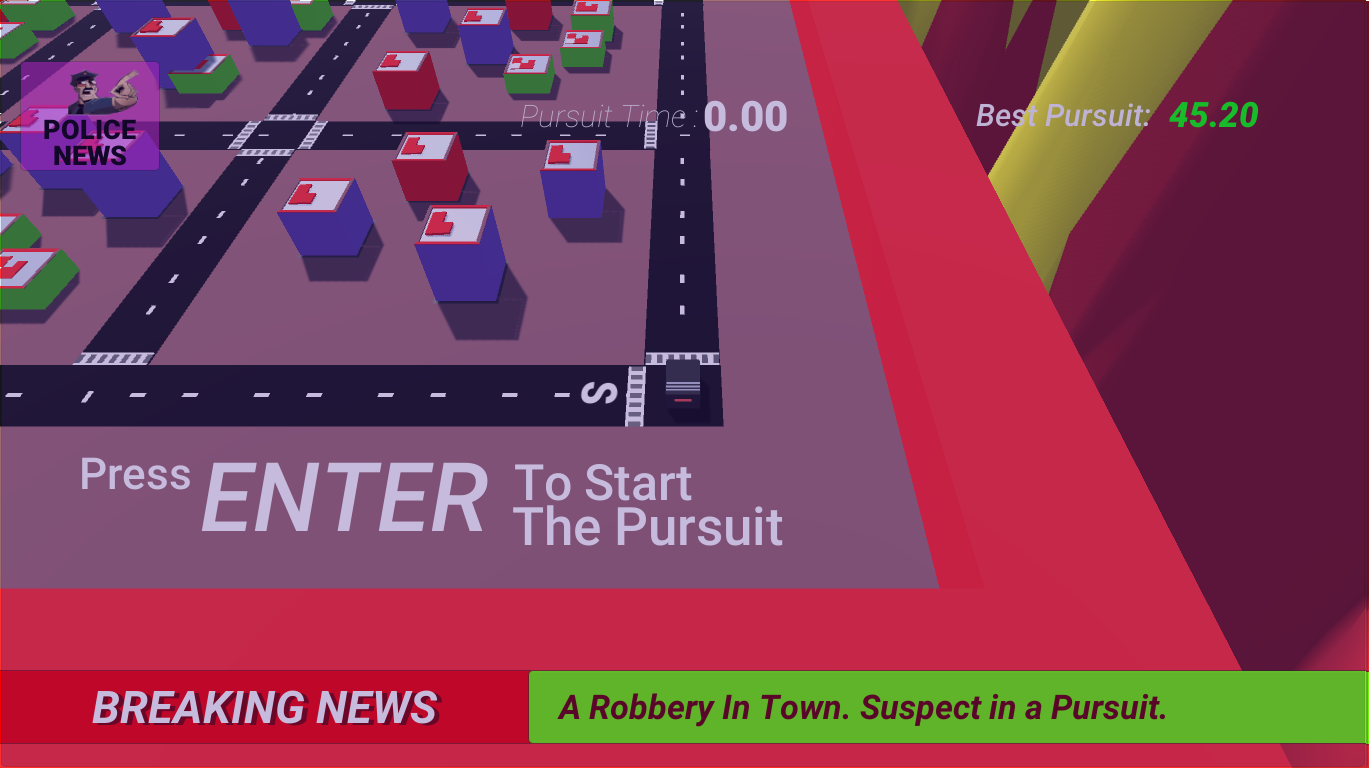 POLICE
NEWS
Pursuit Time : 0.00
Best Pursuit: 45.20
S
Press ENTER To Start
The Pursuit
BREAKING NEWS
A Robbery In Town. Suspect in a Pursuit.